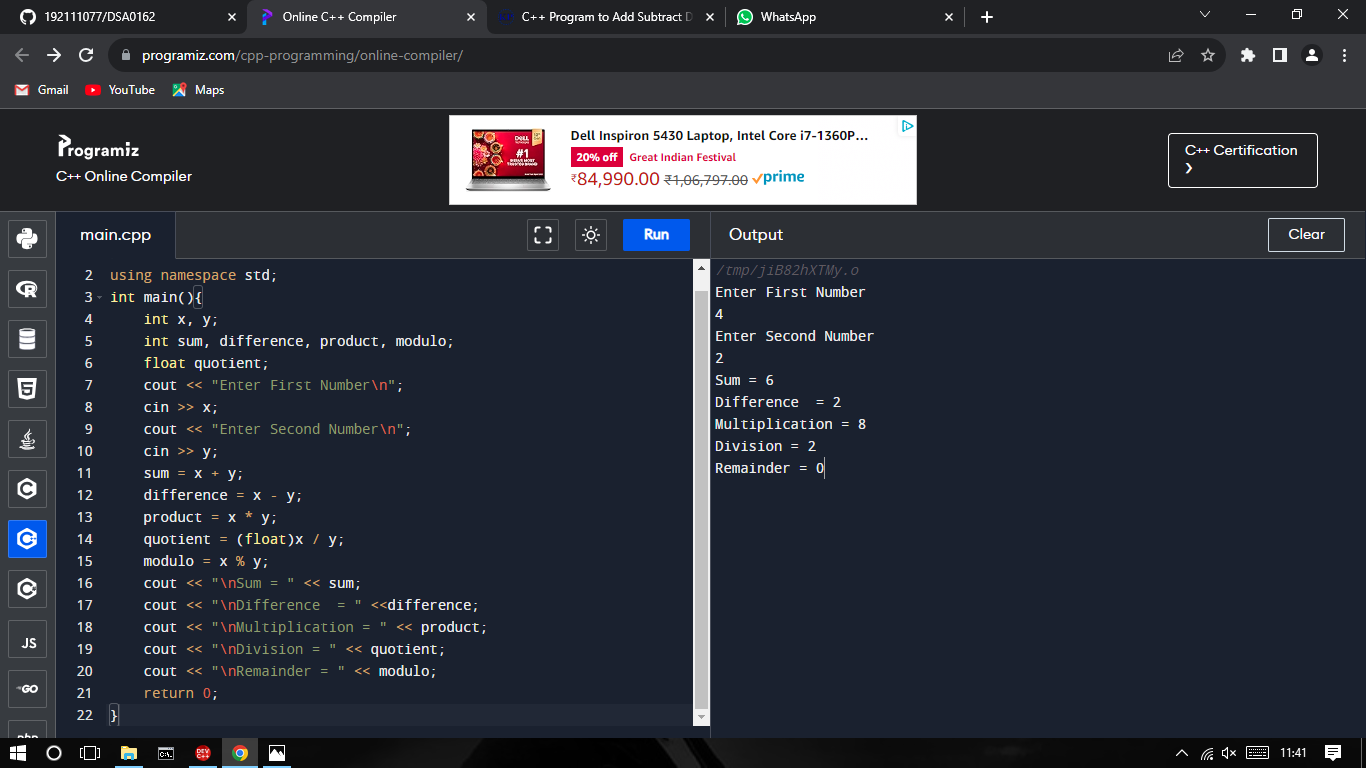 192111077/DSA0162
Online C++ Compiler
C++ Program to Add Subtract D
WhatsApp
programiz.com/cpp-programming/online-compiler/
Gmail
YouTube
Maps
Programiz
C++ Online Compiler
DELL
#1
Dell Inspiron 5430 Laptop, Intel Core i7-1360P...
20% off Great Indian Festival
₹84,990.00 ₹1,06,797.00 prime
C++ Certification
main.cpp
Run
Output
Clear
2 using namespace std;
3 int main(){
4 int x, y;
5 int sum, difference, product, modulo;
6 float quotient;
7 cout << "Enter First Number\n";
8 cin >> x;
9 cout << "Enter Second Number\n";
10 cin >> y;
11 sum = x + y;
12 difference = x - y;
13 product = x * y;
14 quotient = (float)x / y;
15 modulo = x % y;
16 cout << "\nSum = " << sum;
17 cout << "\nDifference  = " <<difference;
18 cout << "\nMultiplication = " << product;
19 cout << "\nDivision = " << quotient;
20 cout << "\nRemainder = " << modulo;
21 return 0;
22 }
/tmp/jiB82hXTMy.o
Enter First Number
4
Enter Second Number
2
Sum = 6
Difference  = 2
Multiplication = 8
Division = 2
Remainder = 0
R
5
C
C
JS
GO
php
DEV
C++
11:41